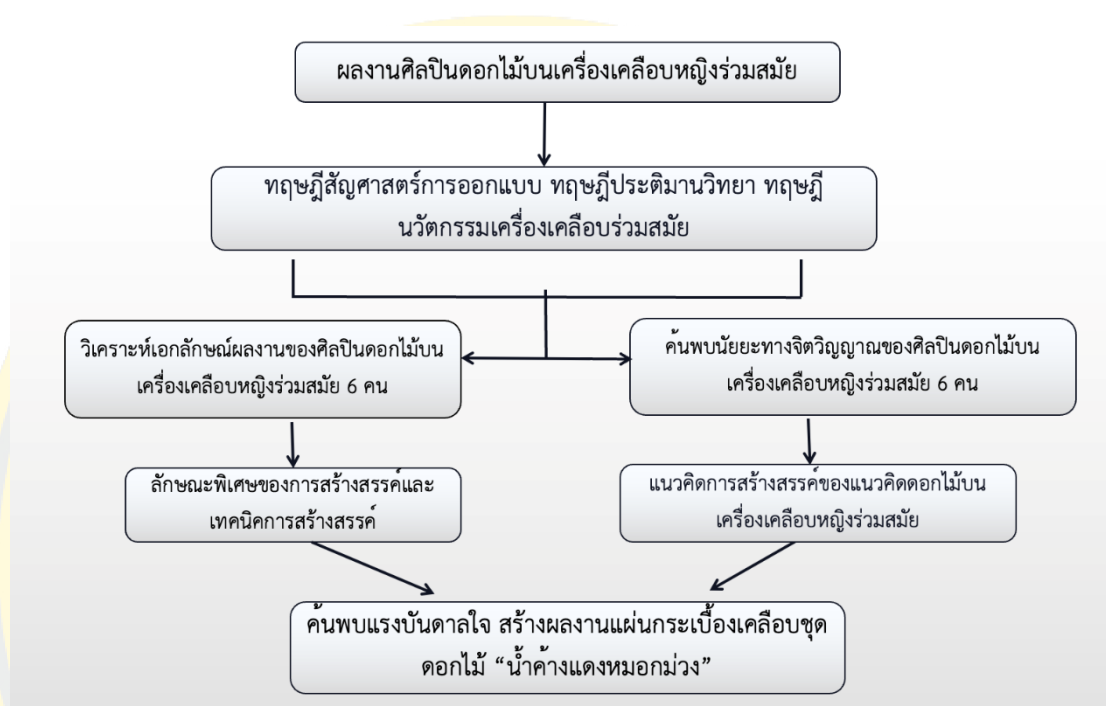 ผลงานศิลปินดอกไม้บนเครื่องเคลือบหญิงร่วมสมัย
ทฤษฎีสัญศาสตร์การออกแบบ ทฤษฎีประติมานวิทยา ทฤษฎี
นวัตกรรมเครื่องเคลือบร่วมสมัย
วิเคราะห์เอกลักษณ์ผลงานของศิลปินดอกไม้บน
เครื่องเคลือบหญิงร่วมสมัย 6 คน
ค้นพบนัยยะทางจิตวิญญาณของศิลปินดอกไม้บน
เครื่องเคลือบหญิงร่วมสมัย 6 คน
ลักษณะพิเศษของการสร้างสรรค์และ
เทคนิคการสร้างสรรค์
แนวคิดการสร้างสรรค์ของแนวคิดดอกไม้บน
เครื่องเคลือบหญิงร่วมสมัย
ค้นพบแรงบันดาลใจ สร้างผลงานแผ่นกระเบื้องเคลือบชุด
ดอกไม้ “น้ำค้างแดงหมอกม่วง”